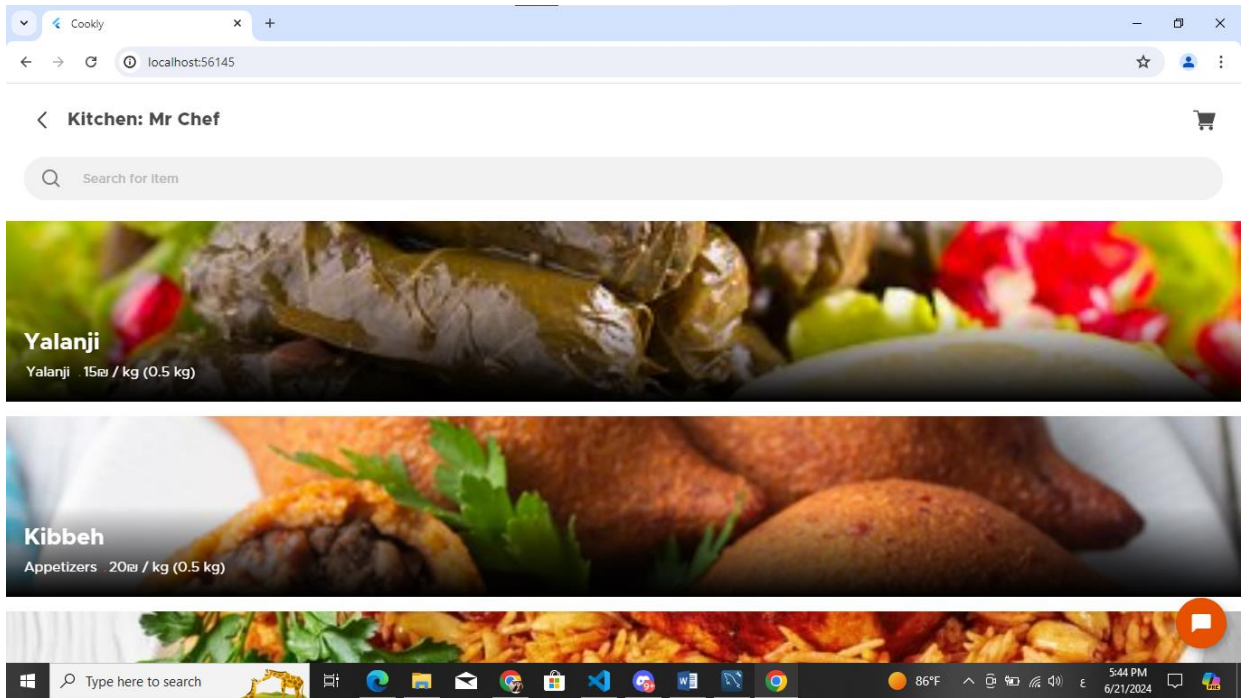 Cookly
localhost:56145
Kitchen: Mr Chef
Search for item
Yalanji
Yalanji . 15₪ / kg (0.5 kg)
Kibbeh
Appetizers . 20₪ / kg (0.5 kg)
Type here to search
86°F
ع
5:44 PM
6/21/2024
PRE